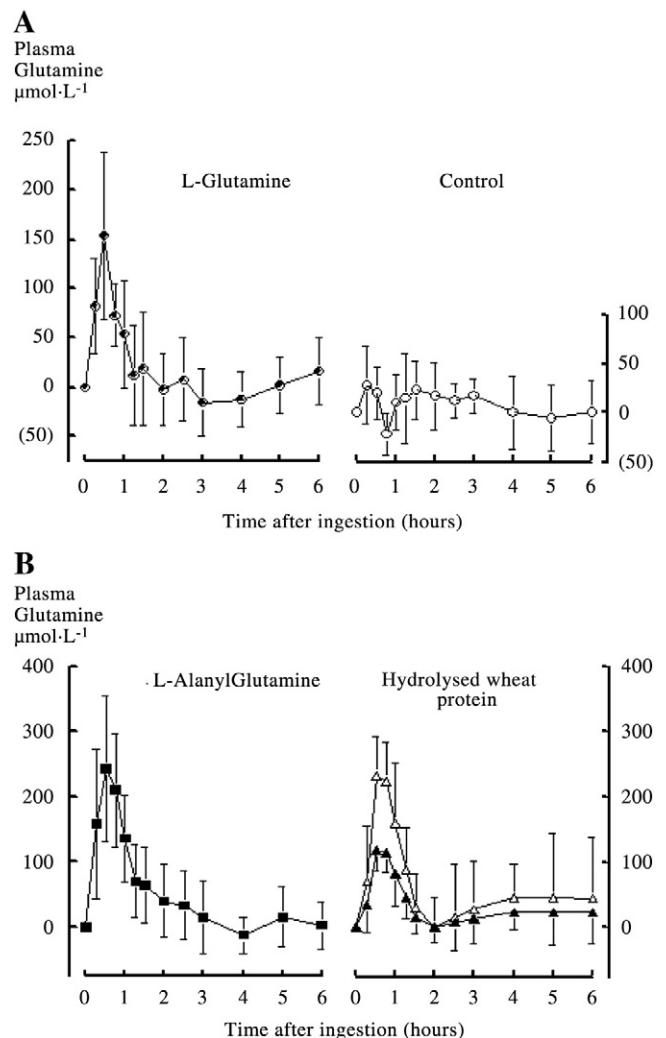 A
Plasma
Glutamine
µmol·L-1
250
200
150
100
50
0
(50)
L-Glutamine
Control
100
50
0
(50)
0 1 2 3 4 5 6
0 1 2 3 4 5 6
Time after ingestion (hours)
B
Plasma
Glutamine
µmol·L-1
400
300
200
100
0
L-AlanylGlutamine
Hydrolysed wheat
protein
400
300
200
100
0
0 1 2 3 4 5 6
0 1 2 3 4 5 6
Time after ingestion (hours)